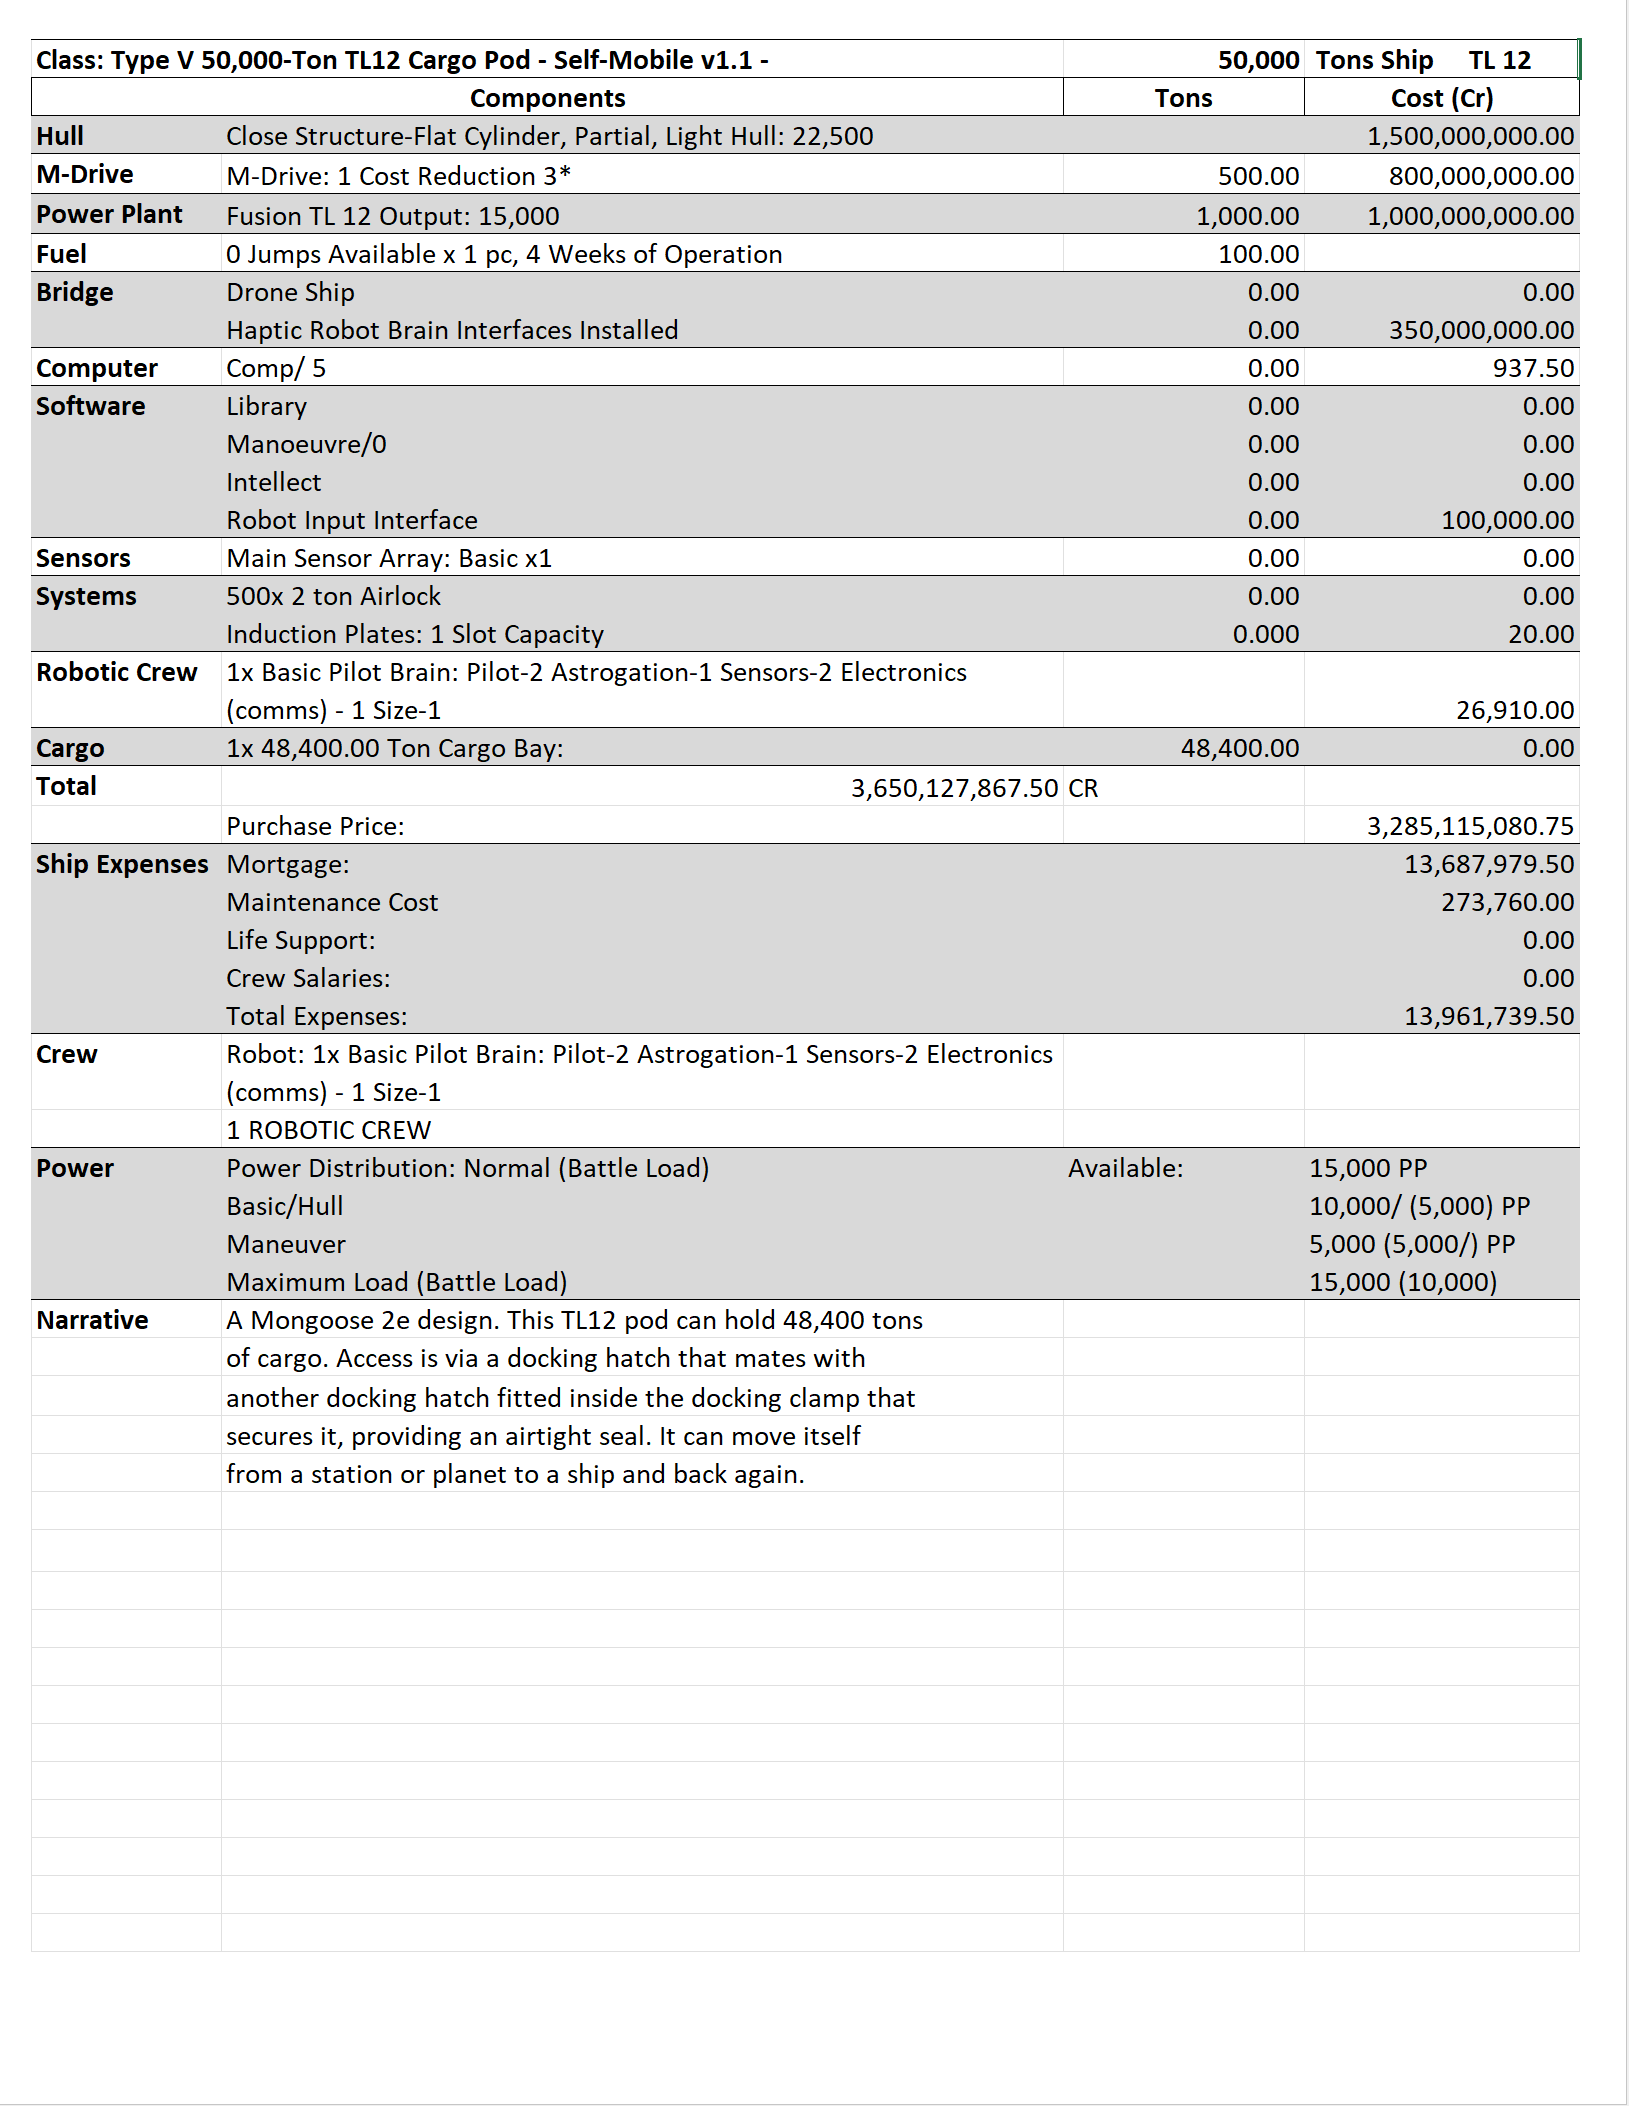 Class: Type V 50,000-Ton TL12 Cargo Pod - Self-Mobile v1.1 - 50,000 Tons Ship TL 12
Components Tons Cost (Cr)
Hull Close Structure-Flat Cylinder, Partial, Light Hull: 22,500 1,500,000,000.00
M-Drive M-Drive: 1 Cost Reduction 3* 500.00 800,000,000.00
Power Plant Fusion TL 12 Output: 15,000 1,000.00 1,000,000,000.00
Fuel 0 Jumps Available x 1 pc, 4 Weeks of Operation 100.00
Bridge Drone Ship 0.00 0.00
Haptic Robot Brain Interfaces Installed 0.00 350,000,000.00
Computer Comp/ 5 0.00 937.50
Software Library 0.00 0.00
Manoeuvre/0 0.00 0.00
Intellect 0.00 0.00
Robot Input Interface 0.00 100,000.00
Sensors Main Sensor Array: Basic x1 0.00 0.00
Systems 500x 2 ton Airlock 0.00 0.00
Induction Plates: 1 Slot Capacity 0.000 20.00
Robotic Crew 1x Basic Pilot Brain: Pilot-2 Astrogation-1 Sensors-2 Electronics
(comms) - 1 Size-1 26,910.00
Cargo 1x 48,400.00 Ton Cargo Bay: 48,400.00 0.00
Total 3,650,127,867.50 CR
Purchase Price: 3,285,115,080.75
Ship Expenses Mortgage: 13,687,979.50
Maintenance Cost 273,760.00
Life Support: 0.00
Crew Salaries: 0.00
Total Expenses: 13,961,739.50
Crew Robot: 1x Basic Pilot Brain: Pilot-2 Astrogation-1 Sensors-2 Electronics
(comms) - 1 Size-1
1 ROBOTIC CREW
Power Power Distribution: Normal (Battle Load) Available: 15,000 PP
Basic/Hull 10,000/ (5,000) PP
Maneuver 5,000 (5,000/) PP
Maximum Load (Battle Load) 15,000 (10,000)
Narrative A Mongoose 2e design. This TL12 pod can hold 48,400 tons
of cargo. Access is via a docking hatch that mates with
another docking hatch fitted inside the docking clamp that
secures it, providing an airtight seal. It can move itself
from a station or planet to a ship and back again.